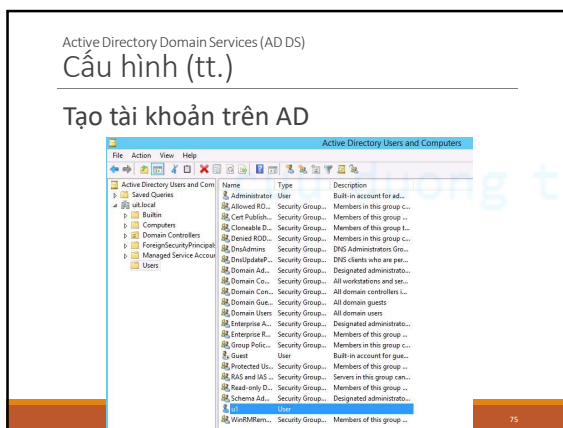 Active Directory Domain Services (AD DS)
Cấu hình (tt.)
Tạo tài khoản trên AD
Active Directory Users and Computers
File Action View Help
Active Directory Users and Com
Saved Queries
uit.local
Builtin
Computers
Domain Controllers
ForeignSecurityPrincipals
Managed Service Accou
Users
Name Type Description
Administrator User Built-in account for ad...
Allowed RO... Security Group... Members in this group c...
Cert Publish... Security Group... Members of this group ...
Cloneable D... Security Group... Members of this group t...
Denied ROD... Security Group... Members in this group c...
DnsAdmins Security Group... DNS Administrators Gro...
DnsUpdateP... Security Group... DNS clients who are per...
Domain Ad... Security Group... Designated administrato...
Domain Co... Security Group... All workstations and ser...
Domain Con... Security Group... All domain controllers i...
Domain Gue... Security Group... All domain guests
Domain Users Security Group... All domain users
Enterprise A... Security Group... Designated administrato...
Enterprise R... Security Group... Members of this group ...
Group Polic... Security Group... Members in this group c...
Guest User Built-in account for gue...
Protected Us... Security Group... Members of this group ...
RAS and IAS ... Security Group... Servers in this group can...
Read-only D... Security Group... Members of this group ...
Schema Ad... Security Group... Designated administrato...
u1 User
WinRMRem... Security Group... Members of this group ...
75